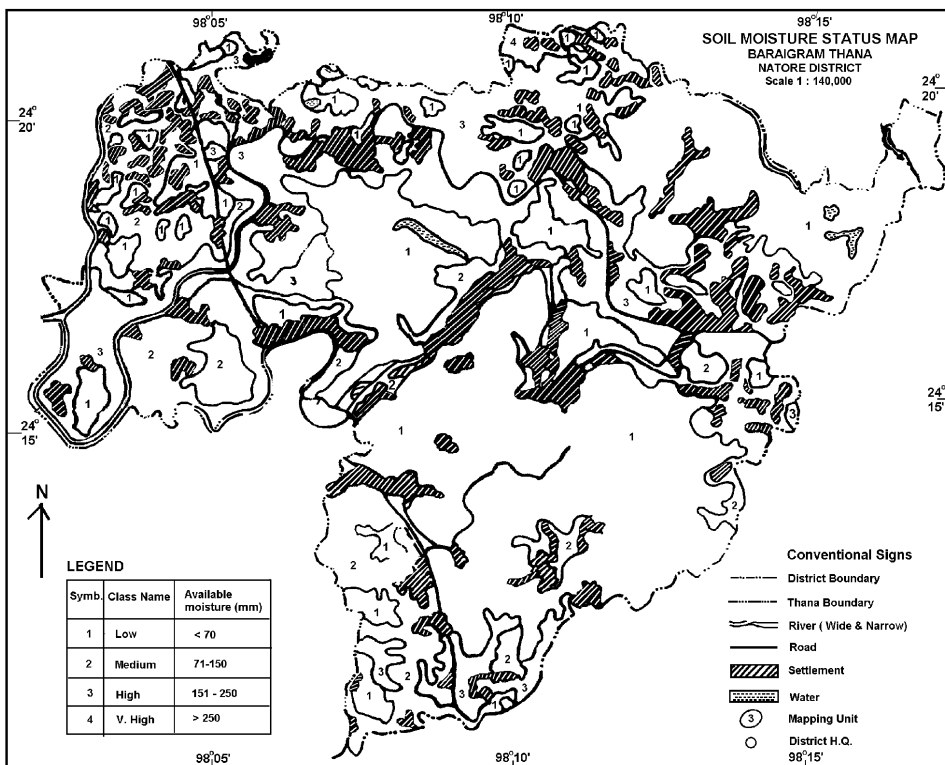 98°05' 98°10' 98°15'
SOIL MOISTURE STATUS MAP
BARAIGRAM THANA
NATORE DISTRICT
Scale 1 : 140,000
24°
20'
24°
20'
24°
15'
24°
15'
N
LEGEND
Symb. Class Name Available moisture (mm)
1 Low < 70
2 Medium 71-150
3 High 151 - 250
4 V. High > 250
Conventional Signs
District Boundary
Thana Boundary
River ( Wide & Narrow)
Road
Settlement
Water
3 Mapping Unit
District H.Q.
98°05' 98°10' 98°15'